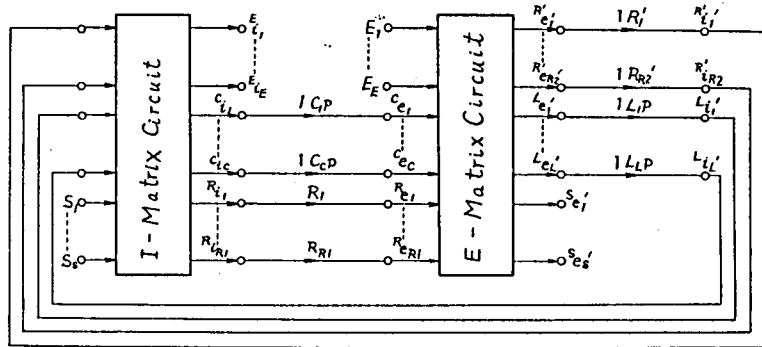 E i₁ E₁ R'e₁' 1 R₁' R'i₁'
E iE E E R'eR2' 1 RR2' R'iR2
C i₁ 1 C₁P C e₁ L e₁' 1 L₁P L i₁'
C iC 1 CCP C eC L eL' 1 LLP L iL'
S₁ R i₁ R₁ R e₁ S e₁'
SS R iR1 RR1 R'eR1 S eS'
I-Matrix Circuit
E-Matrix Circuit